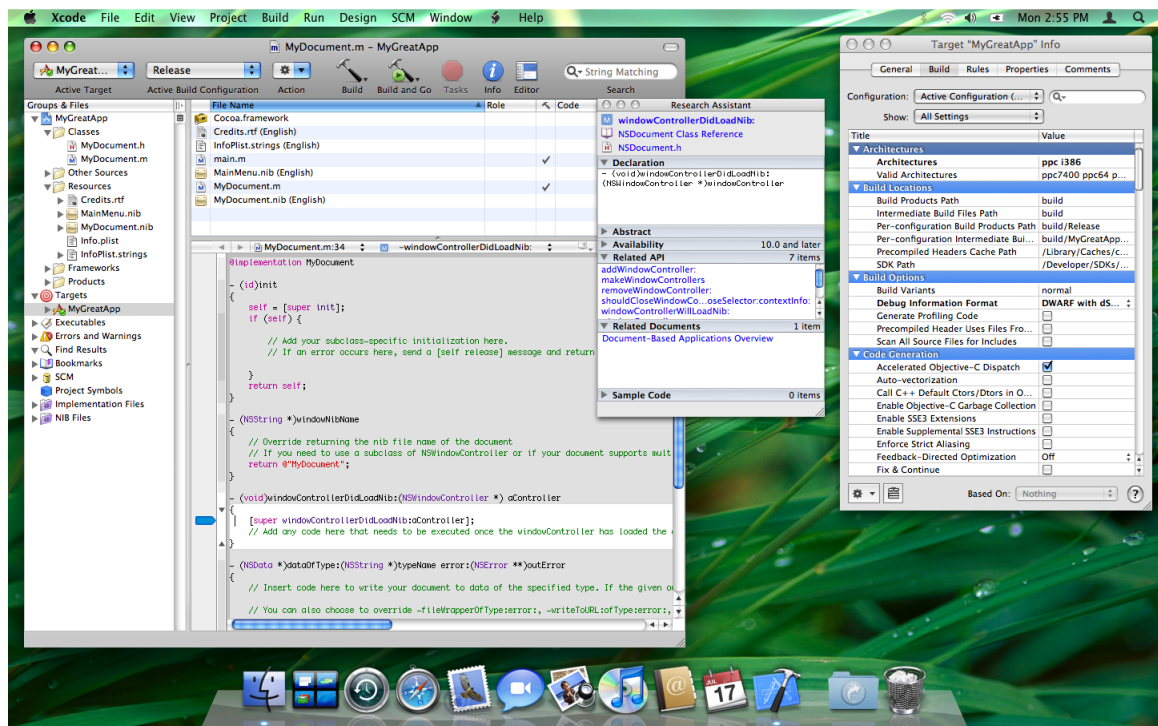 Xcode File Edit View Project Build Run Design SCM Window Help Mon 2:55 PM
MyDocument.m – MyGreatApp
MyGreat... Release String Matching
Active Target Active Build Configuration Action Build Build and Go Tasks Info Editor Search
Groups & Files
MyGreatApp
Classes
MyDocument.h
MyDocument.m
Other Sources
Resources
Credits.rtf
MainMenu.nib
MyDocument.nib
Info.plist
InfoPlist.strings
Frameworks
Products
Targets
MyGreatApp
Executables
Errors and Warnings
Find Results
Bookmarks
SCM
Project Symbols
Implementation Files
NIB Files
File Name Role Code
Cocoa.framework
Credits.rtf (English)
InfoPlist.strings (English)
main.m
MainMenu.nib (English)
MyDocument.m
MyDocument.nib (English)
MyDocument.m:34 -windowControllerDidLoadNib:
@implementation MyDocument
- (id)init
{
self = [super init];
if (self) {
// Add your subclass-specific initialization here.
// If an error occurs here, send a [self release] message and return
}
return self;
}
- (NSString *)windowNibName
{
// Override returning the nib file name of the document
// If you need to use a subclass of NSWindowController or if your document supports mult
return @"MyDocument";
}
- (void)windowControllerDidLoadNib:(NSWindowController *) aController
{
[super windowControllerDidLoadNib:aController];
// Add any code here that needs to be executed once the windowController has loaded the
}
- (NSData *)dataOfType:(NSString *)typeName error:(NSError **)outError
{
// Insert code here to write your document to data of the specified type. If the given
// You can also choose to override -fileWrapperOfType:error:, -writeToURL:ofType:error:,
Research Assistant
windowControllerDidLoadNib:
NSDocument Class Reference
NSDocument.h
Declaration
- (void)windowControllerDidLoadNib:
(NSWindowController *)windowController
Abstract
Availability 10.0 and later
Related API 7 items
addWindowController:
makeWindowControllers
removeWindowController:
shouldCloseWindowCo...oseSelector:contextInfo:
windowControllerWillLoadNib:
Related Documents 1 item
Document-Based Applications Overview
Sample Code 0 items
Target "MyGreatApp" Info
General Build Rules Properties Comments
Configuration: Active Configuration (...
Show: All Settings
Title Value
Architectures
Architectures ppc i386
Valid Architectures ppc7400 ppc64 p...
Build Locations
Build Products Path build
Intermediate Build Files Path build
Per-configuration Build Products Path build/Release
Per-configuration Intermediate Bui... build/MyGreatApp...
Precompiled Headers Cache Path /Library/Caches/c...
SDK Path /Developer/SDKs/...
Build Options
Build Variants normal
Debug Information Format DWARF with dS...
Generate Profiling Code
Precompiled Header Uses Files Fro...
Scan All Source Files for Includes
Code Generation
Accelerated Objective-C Dispatch
Auto-vectorization
Call C++ Default Ctors/Dtors in O...
Enable Objective-C Garbage Collection
Enable SSE3 Extensions
Enable Supplemental SSE3 Instructions
Enforce Strict Aliasing
Feedback-Directed Optimization Off
Fix & Continue
Based On: Nothing ?
JUL
17